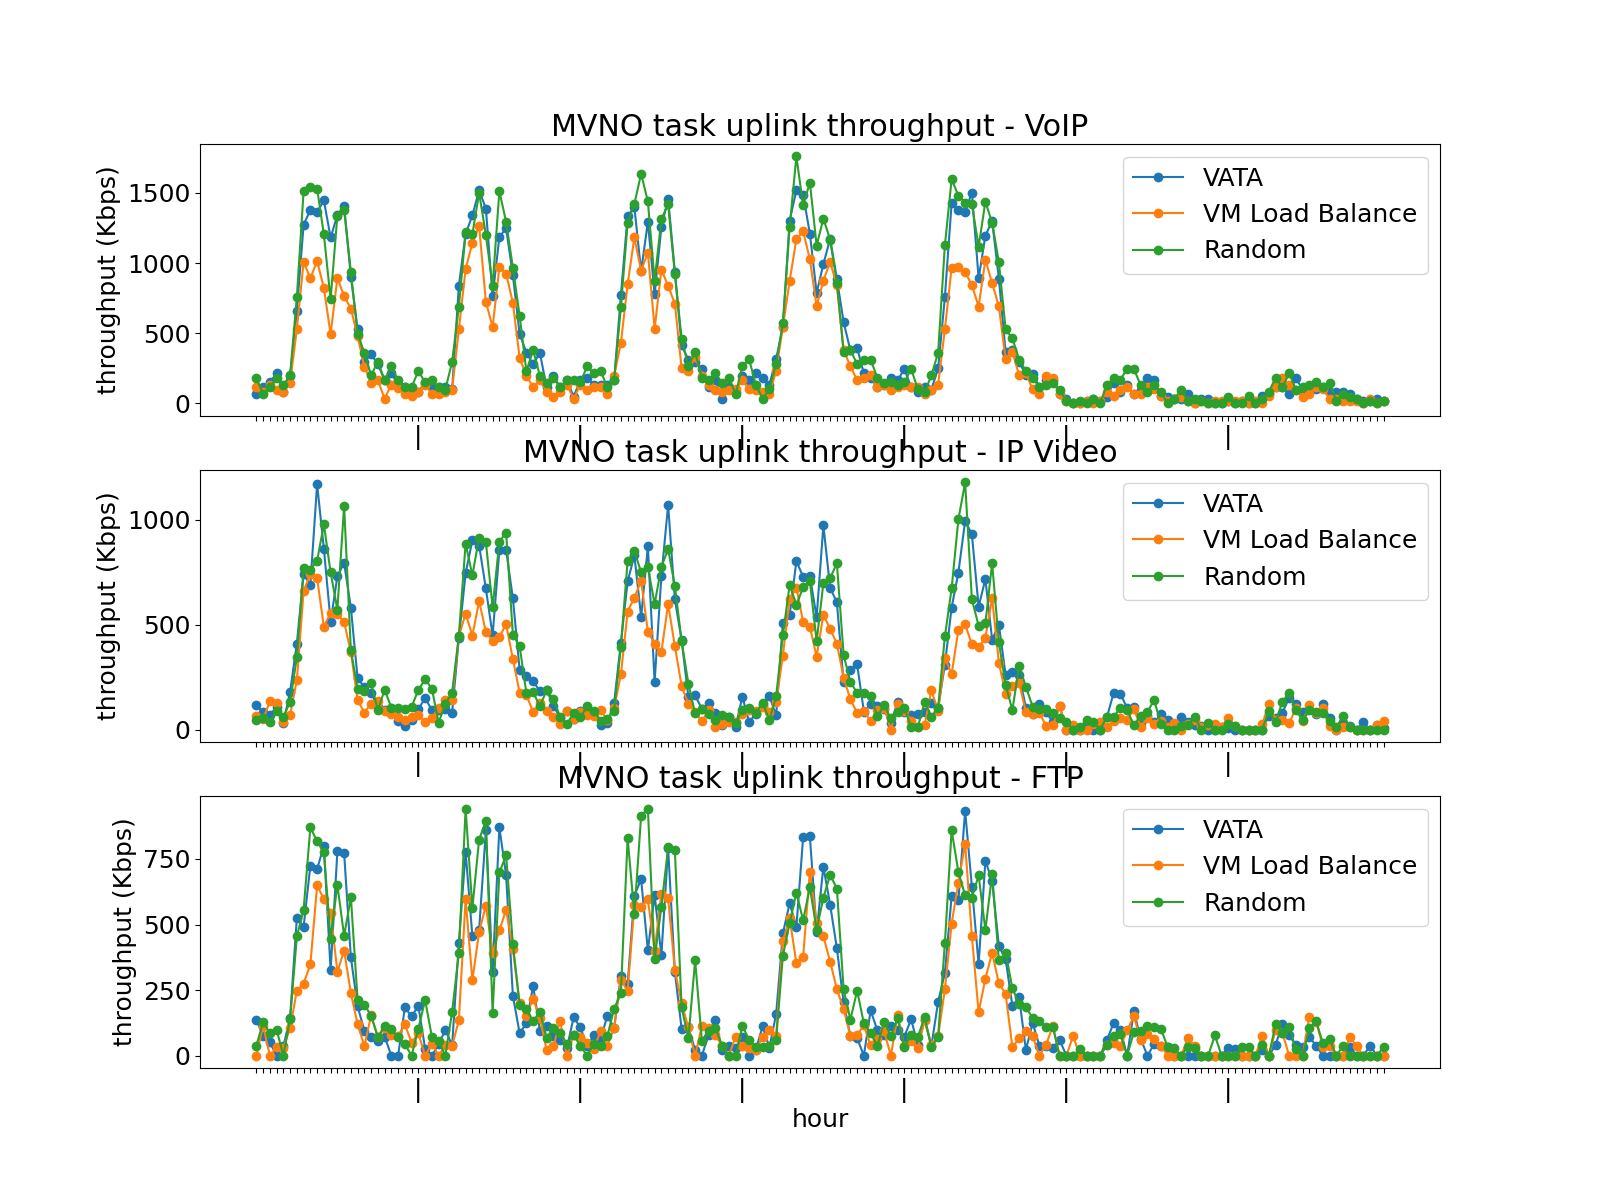 MVNO task uplink throughput - VoIP
throughput (Kbps)
1500
1000
500
0
VATA
VM Load Balance
Random
| | | | | |
MVNO task uplink throughput - IP Video
throughput (Kbps)
1000
500
0
VATA
VM Load Balance
Random
| | | | | |
MVNO task uplink throughput - FTP
throughput (Kbps)
750
500
250
0
VATA
VM Load Balance
Random
| | | | | |
hour